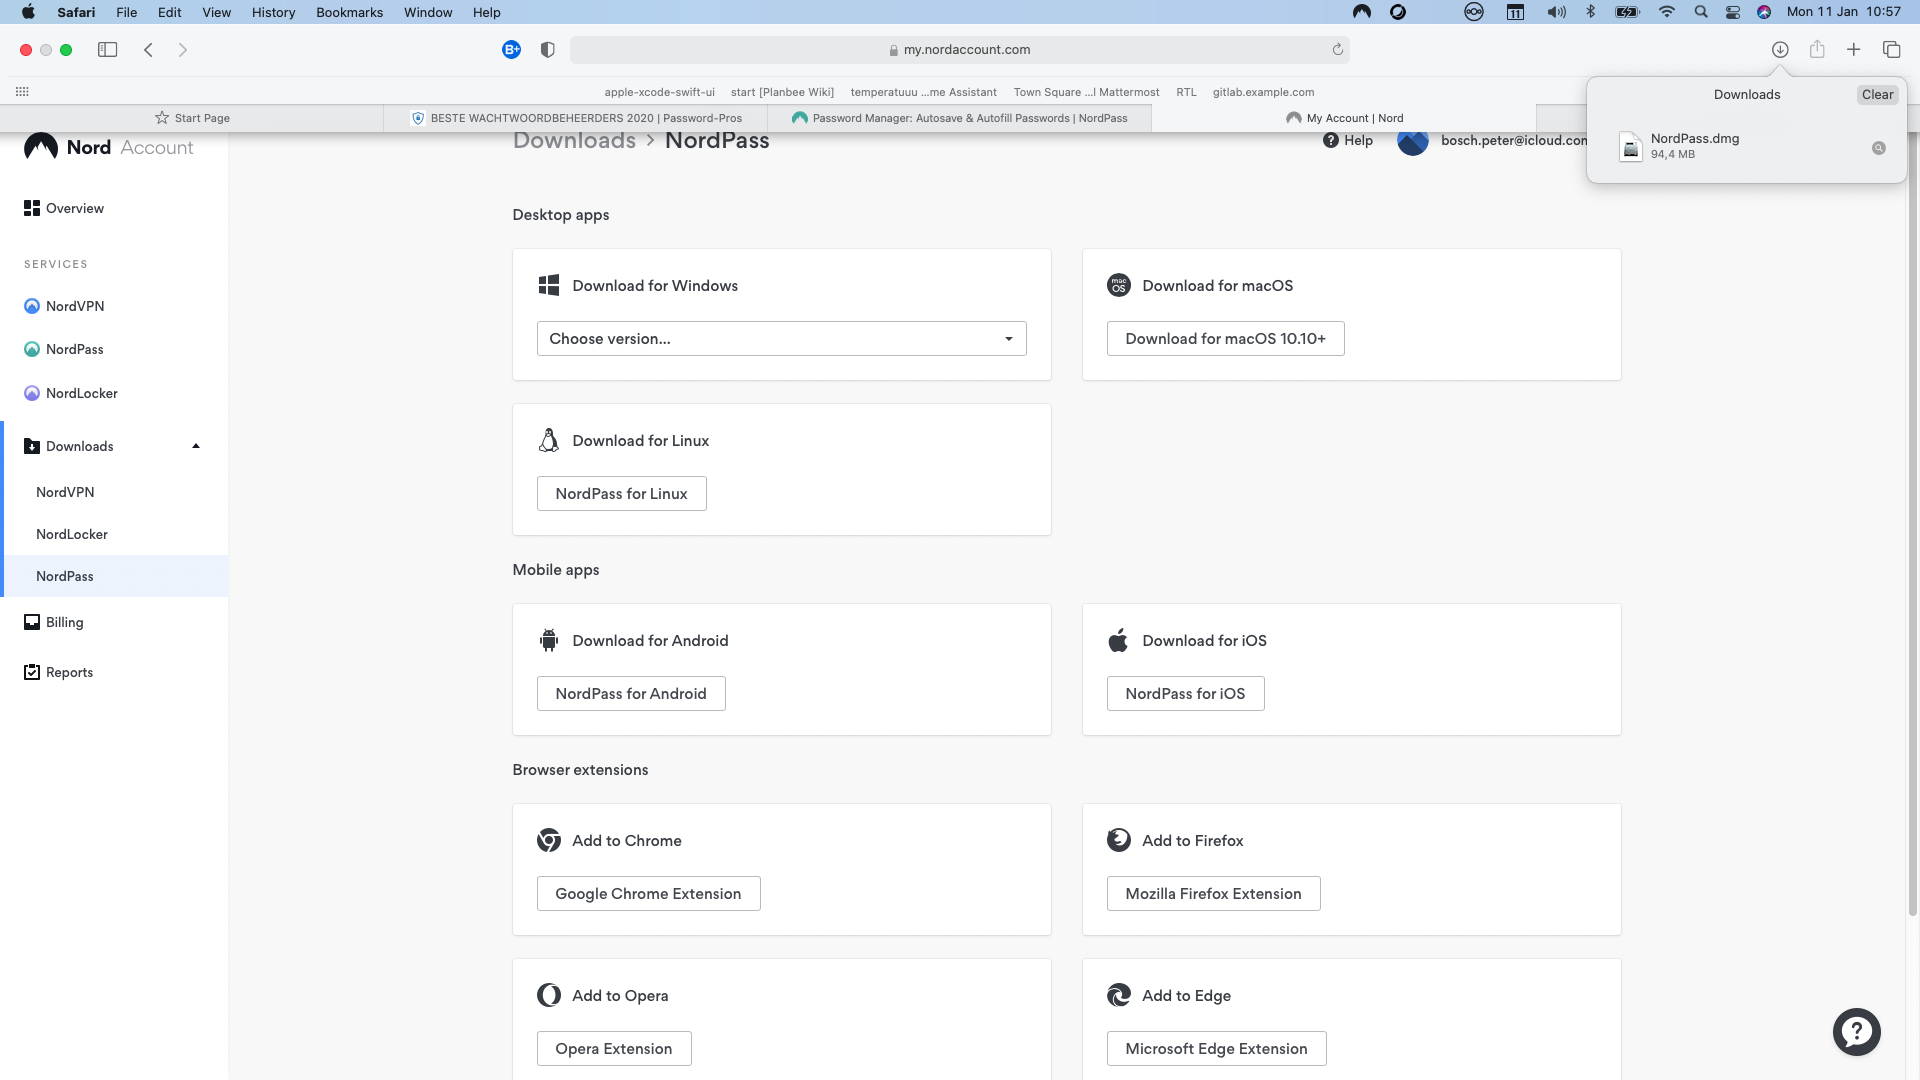 Safari File Edit View History Bookmarks Window Help
11
Mon 11 Jan 10:57
B+
my.nordaccount.com
apple-xcode-swift-ui start [Planbee Wiki] temperatuu ...me Assistant Town Square ...l Mattermost RTL gitlab.example.com
Start Page
BESTE WACHTWOORDBEHEERDERS 2020 | Password-Pros
Password Manager: Autosave & Autofill Passwords | NordPass
My Account | Nord
Downloads
Clear
NordPass.dmg
94,4 MB
Nord Account
Downloads > NordPass
Help
bosch.peter@icloud.com
Overview
SERVICES
NordVPN
NordPass
NordLocker
Downloads
NordVPN
NordLocker
NordPass
Billing
Reports
Desktop apps
Download for Windows
Choose version...
mac OS
Download for macOS
Download for macOS 10.10+
Download for Linux
NordPass for Linux
Mobile apps
Download for Android
NordPass for Android
Download for iOS
NordPass for iOS
Browser extensions
Add to Chrome
Google Chrome Extension
Add to Firefox
Mozilla Firefox Extension
Add to Opera
Opera Extension
Add to Edge
Microsoft Edge Extension